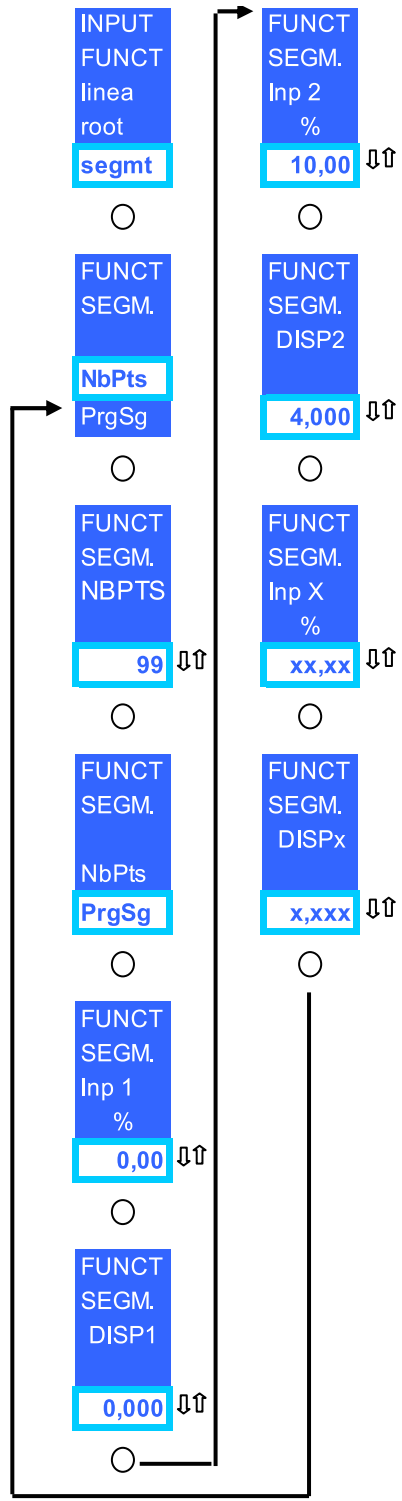 INPUT
FUNCT
linea
root
segmt
FUNCT
SEGM.
NbPts
PrgSg
FUNCT
SEGM.
NBPTS
99
FUNCT
SEGM.
NbPts
PrgSg
FUNCT
SEGM.
Inp 1
%
0,00
FUNCT
SEGM.
DISP1
0,000
FUNCT
SEGM.
Inp 2
%
10,00
FUNCT
SEGM.
DISP2
4,000
FUNCT
SEGM.
Inp X
%
xx,xx
FUNCT
SEGM.
DISPx
x,xxx